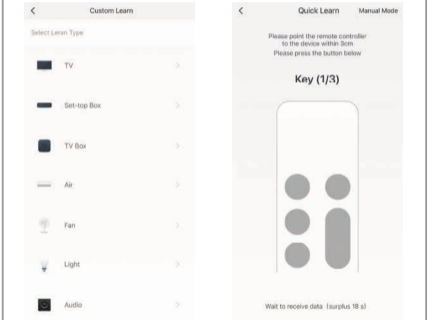 Custom Learn
Select Leran Type
TV
Set-top Box
TV Box
Air
Fan
Light
Audio
Quick Learn
Manual Mode
Please point the remote controller
to the device within 3cm
Please press the button below
Key (1/3)
Wait to receive data (surplus 18 s)